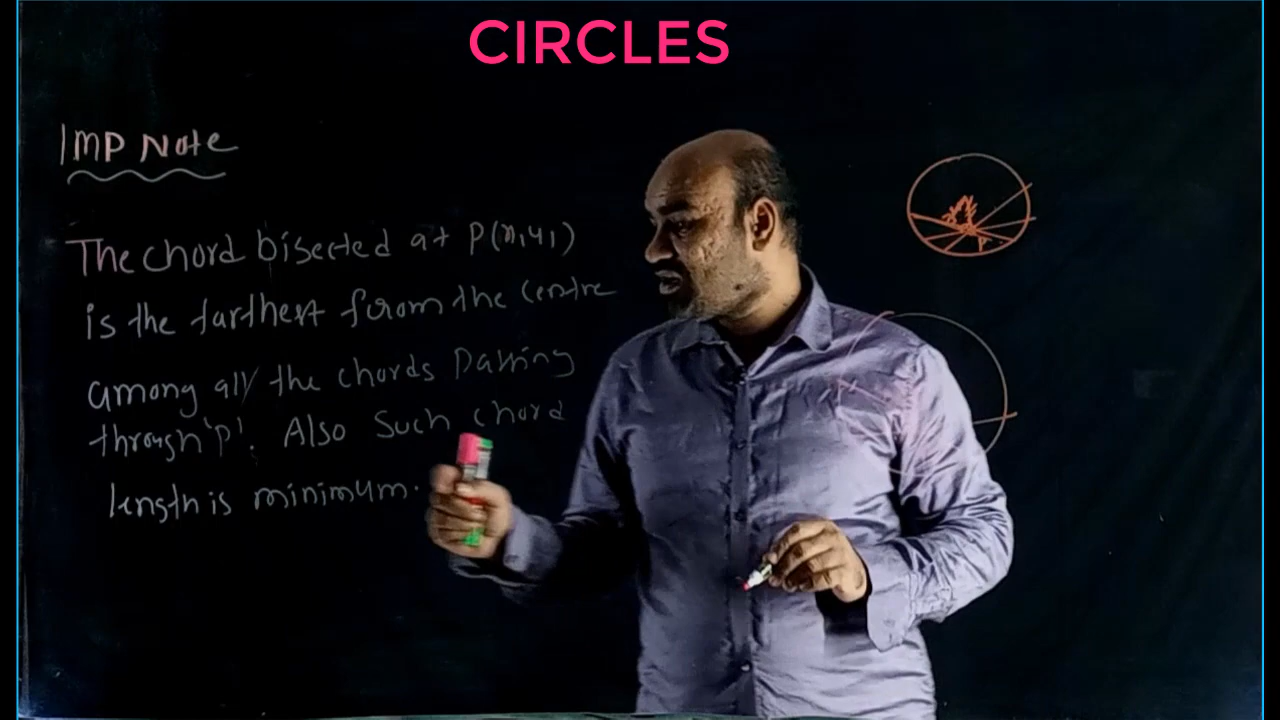 CIRCLES
IMP Note
The chord bisected at P(x₁,y₁)
is the farthest from the centre
among all the chords Passing
through 'P'. Also such chord
length is minimum.